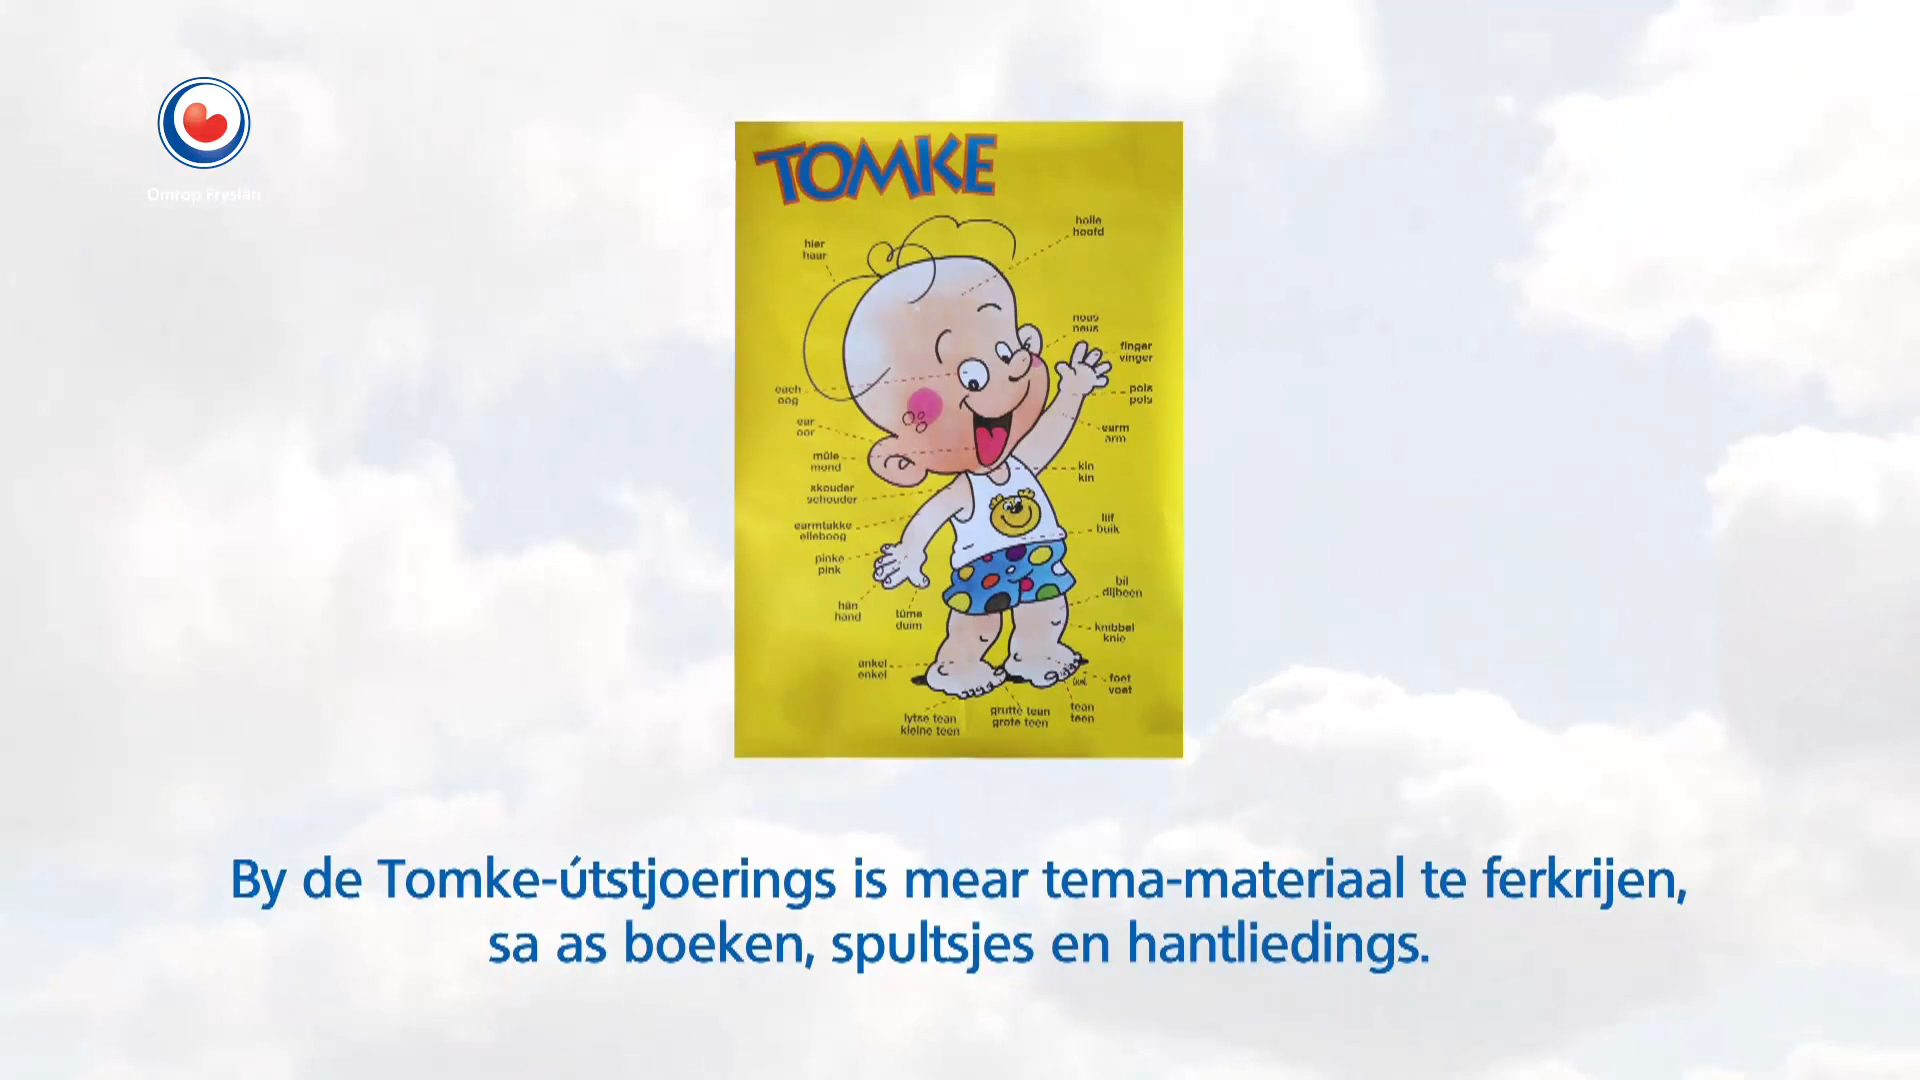 Omrop Fryslân
TOMKE
holle
hoofd
hier
haar
noas
neus
finger
vinger
each
oog
pols
pols
ear
oor
earm
arm
mûle
mond
kin
kin
skouder
schouder
liif
buik
earmtakke
elleboog
pinke
pink
bil
dijbeen
hân
hand
tûme
duim
knibbel
knie
ankel
enkel
foet
voet
lytse tean
kleine teen
grutte tean
grote teen
tean
teen
By de Tomke-útstjoerings is mear tema-materiaal te ferkrijen,
sa as boeken, spultsjes en hantliedings.